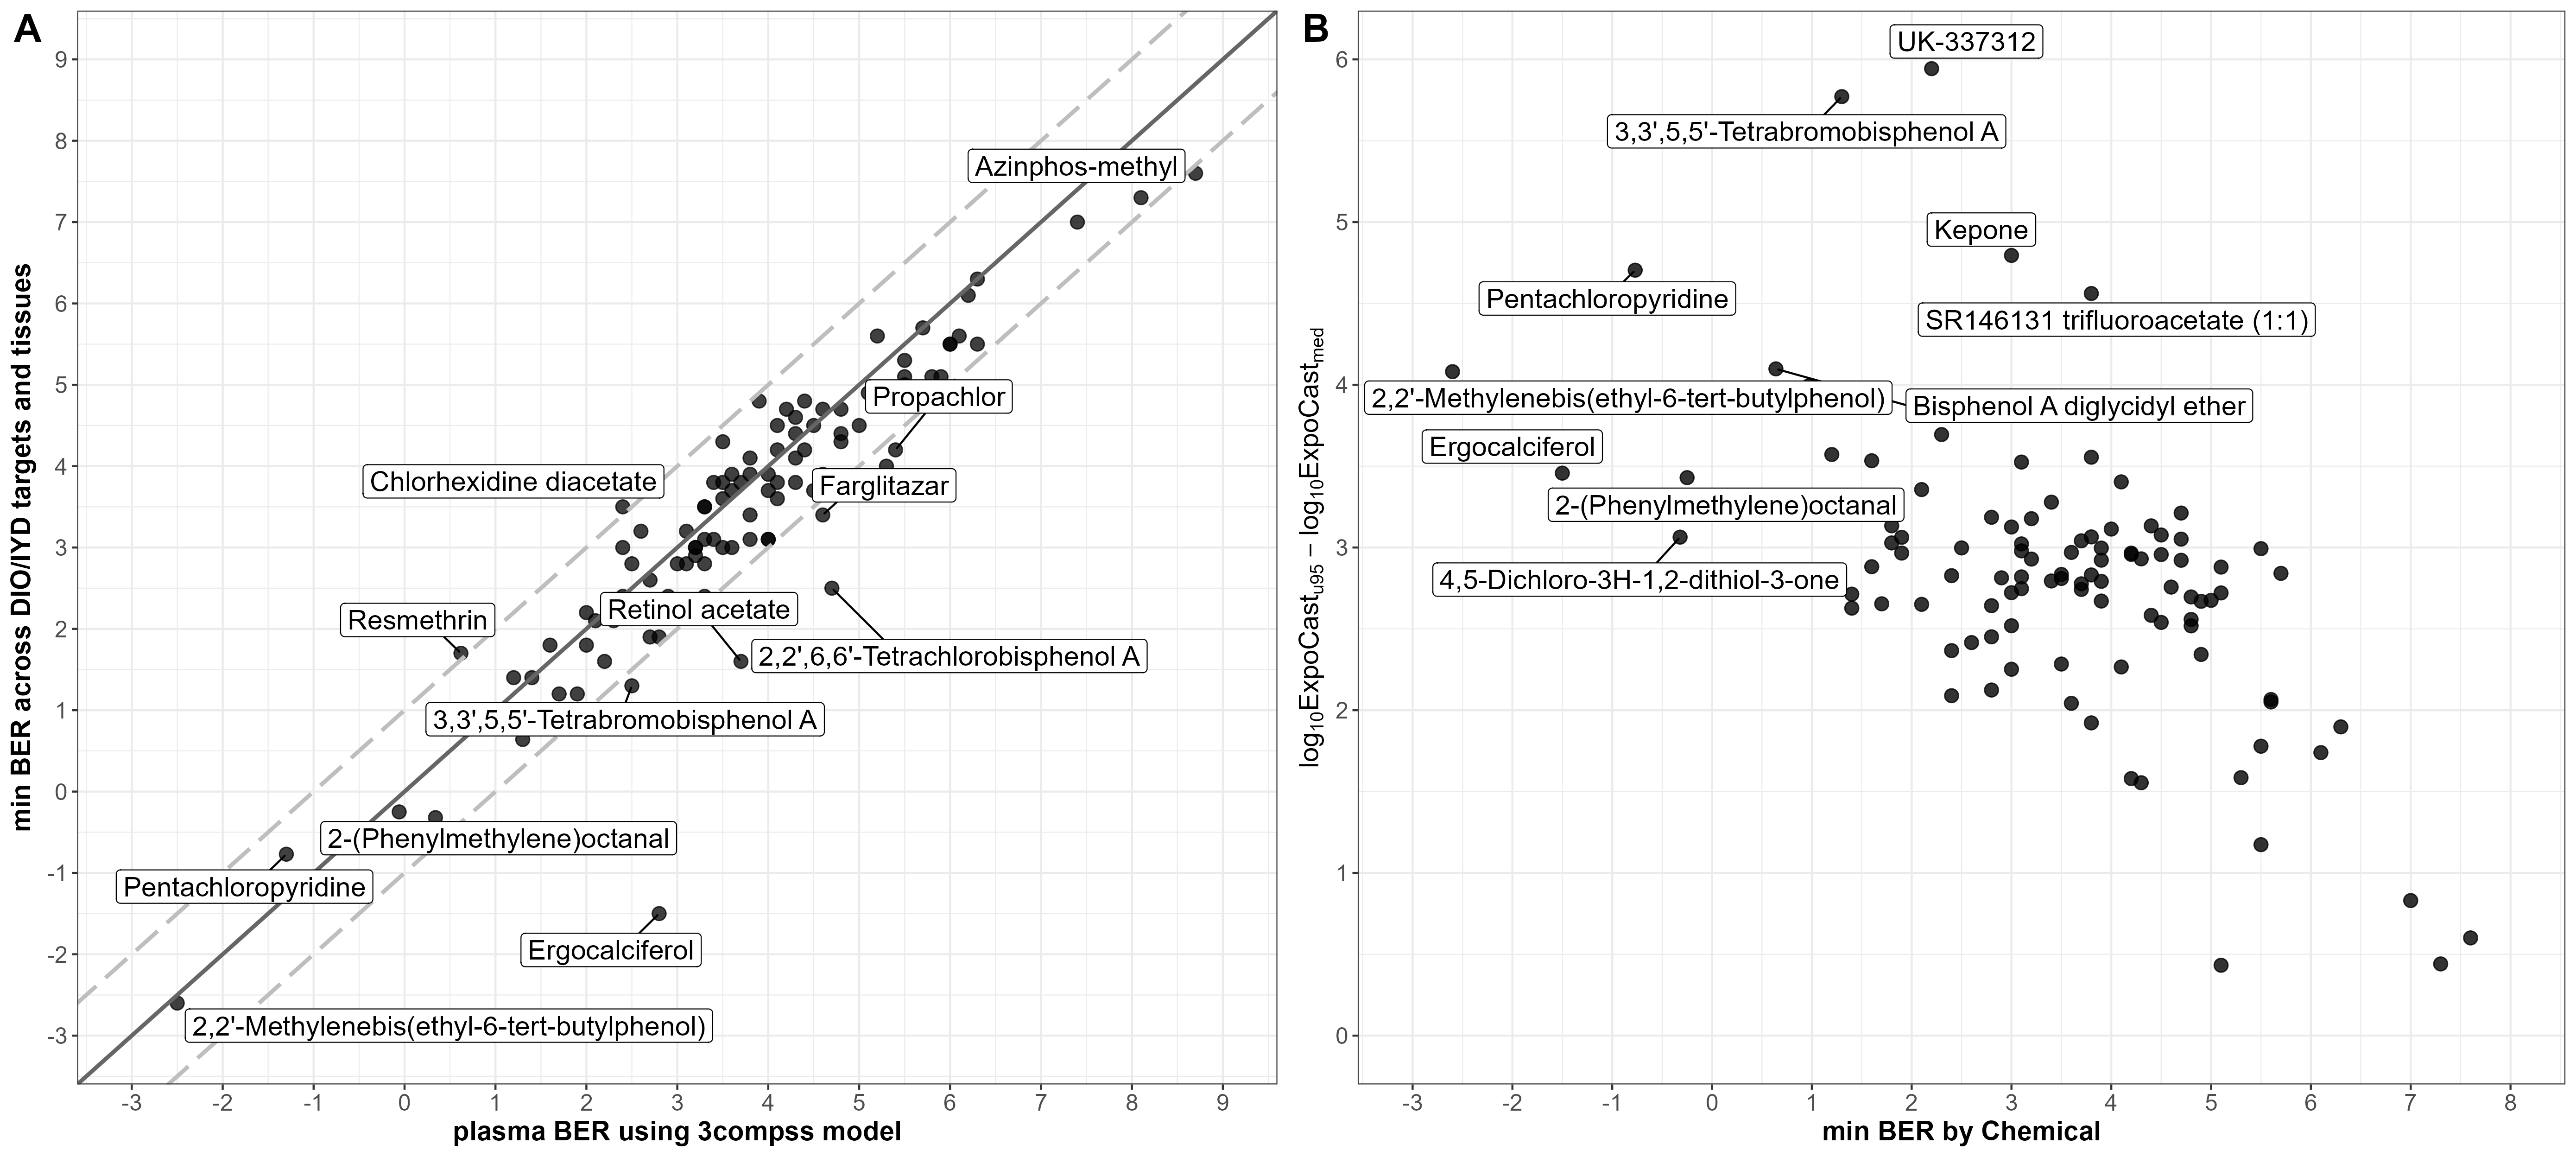 A
min BER across DIO/IYD targets and tissues
9
8
7
6
5
4
3
2
1
0
-1
-2
-3
Azinphos-methyl
Propachlor
Chlorhexidine diacetate
Farglitazar
Resmethrin
Retinol acetate
2,2',6,6'-Tetrachlorobisphenol A
3,3',5,5'-Tetrabromobisphenol A
2-(Phenylmethylene)octanal
Pentachloropyridine
Ergocalciferol
2,2'-Methylenebis(ethyl-6-tert-butylphenol)
-3 -2 -1 0 1 2 3 4 5 6 7 8 9
plasma BER using 3compss model
B
log10ExpoCastu95 − log10ExpoCastmed
6
5
4
3
2
1
0
UK-337312
3,3',5,5'-Tetrabromobisphenol A
Kepone
Pentachloropyridine
SR146131 trifluoroacetate (1:1)
2,2'-Methylenebis(ethyl-6-tert-butylphenol)
Bisphenol A diglycidyl ether
Ergocalciferol
2-(Phenylmethylene)octanal
4,5-Dichloro-3H-1,2-dithiol-3-one
-3 -2 -1 0 1 2 3 4 5 6 7 8
min BER by Chemical